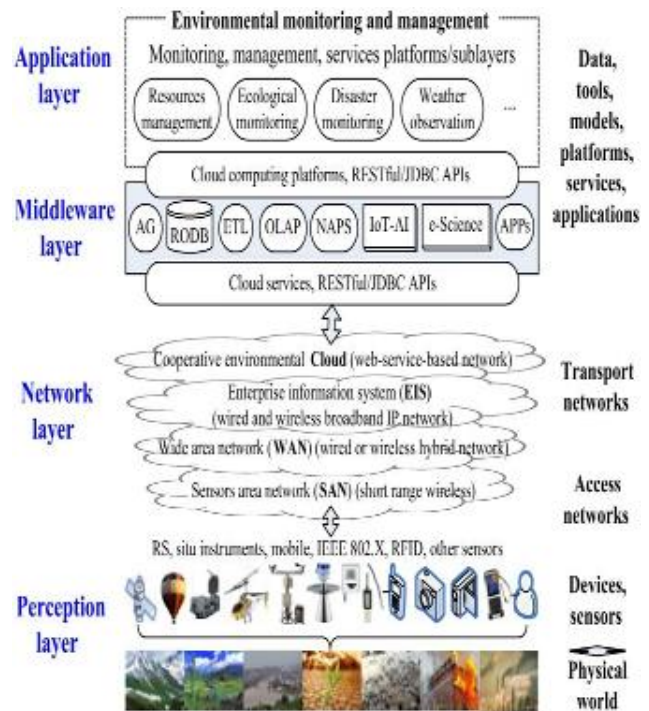 Environmental monitoring and management
Application
layer
Monitoring, management, services platforms/sublayers
Resources
management
Ecological
monitoring
Disaster
monitoring
Weather
observation
...
Cloud computing platforms, RESTful/JDBC APIs
Data,
tools,
models,
platforms,
services,
applications
Middleware
layer
AG
RODB
ETL
OLAP
NAPS
IoT-AI
e-Science
APPs
Cloud services, RESTful/JDBC APIs
Network
layer
Cooperative environmental Cloud (web-service-based network)
Enterprise information system (EIS)
(wired and wireless broadband IP network)
Wide area network (WAN) (wired or wireless hybrid network)
Sensors area network (SAN) (short range wireless)
Transport
networks
Access
networks
RS, situ instruments, mobile, IEEE 802.X, RFID, other sensors
Perception
layer
Devices,
sensors
Physical
world